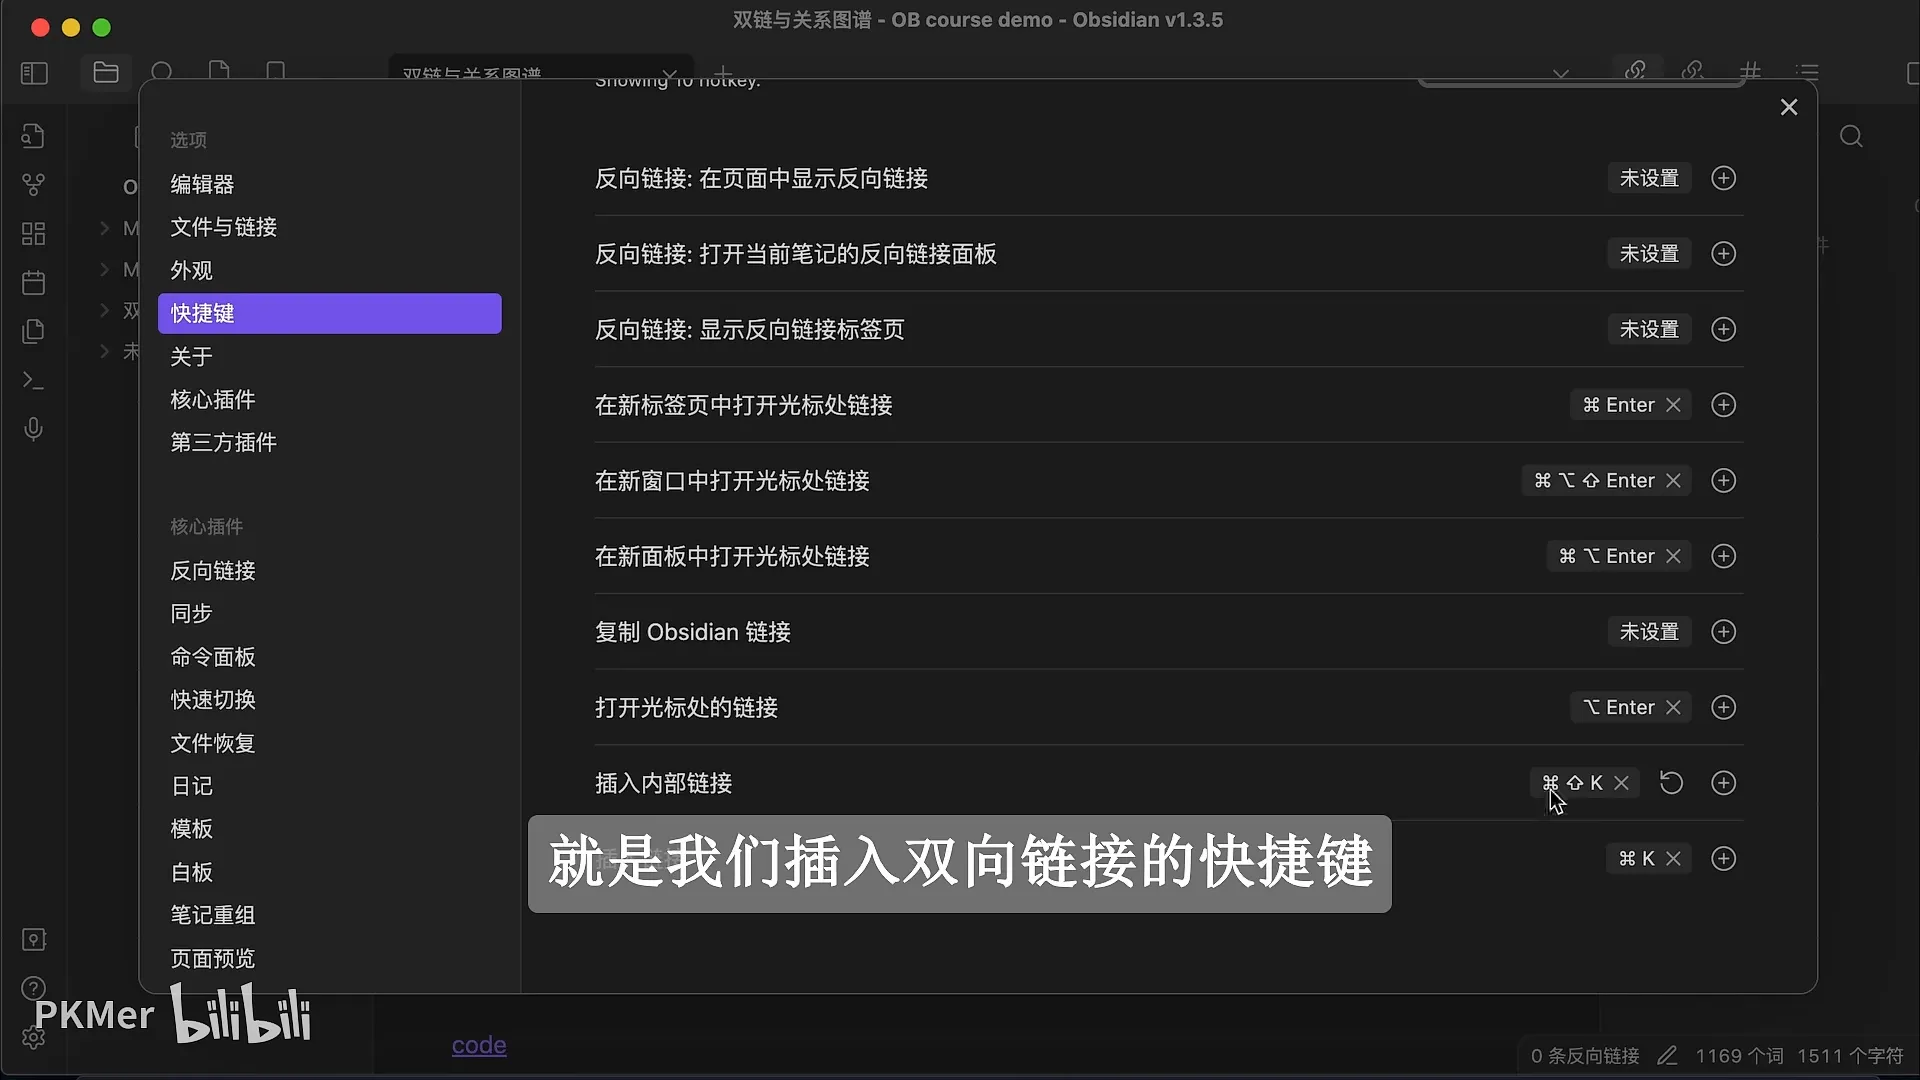 双链与关系图谱 - OB course demo - Obsidian v1.3.5
双链与关系图谱
Showing 10 hotkey.
选项
编辑器
文件与链接
外观
快捷键
关于
核心插件
第三方插件
核心插件
反向链接
同步
命令面板
快速切换
文件恢复
日记
模板
白板
笔记重组
页面预览
反向链接: 在页面中显示反向链接 未设置
反向链接: 打开当前笔记的反向链接面板 未设置
反向链接: 显示反向链接标签页 未设置
在新标签页中打开光标处链接 ⌘ Enter
在新窗口中打开光标处链接 ⌘ ⌥ ⇧ Enter
在新面板中打开光标处链接 ⌘ ⌥ Enter
复制 Obsidian 链接 未设置
打开光标处的链接 ⌥ Enter
插入内部链接 ⌘ ⇧ K
⌘ K
就是我们插入双向链接的快捷键
PKMer bilibili
code
0 条反向链接 1169 个词 1511 个字符